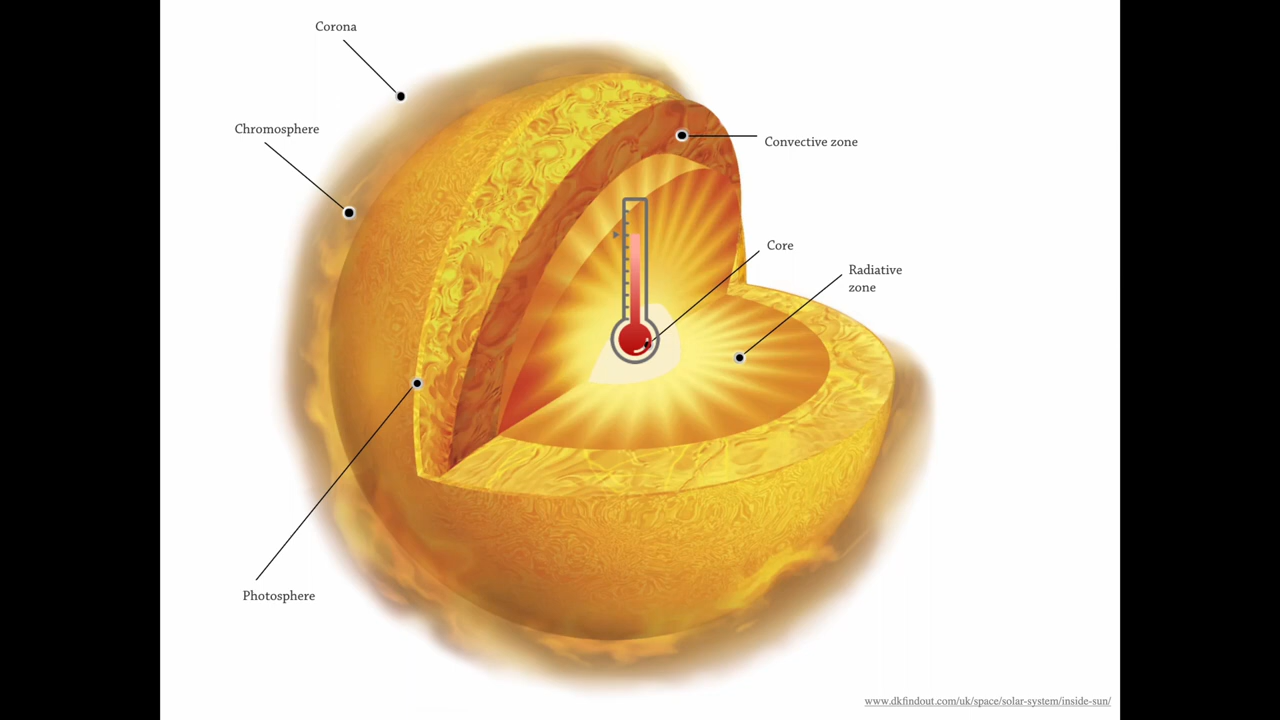 Corona
Chromosphere
Convective zone
Core
Radiative
zone
Photosphere
www.dkfindout.com/uk/space/solar-system/inside-sun/